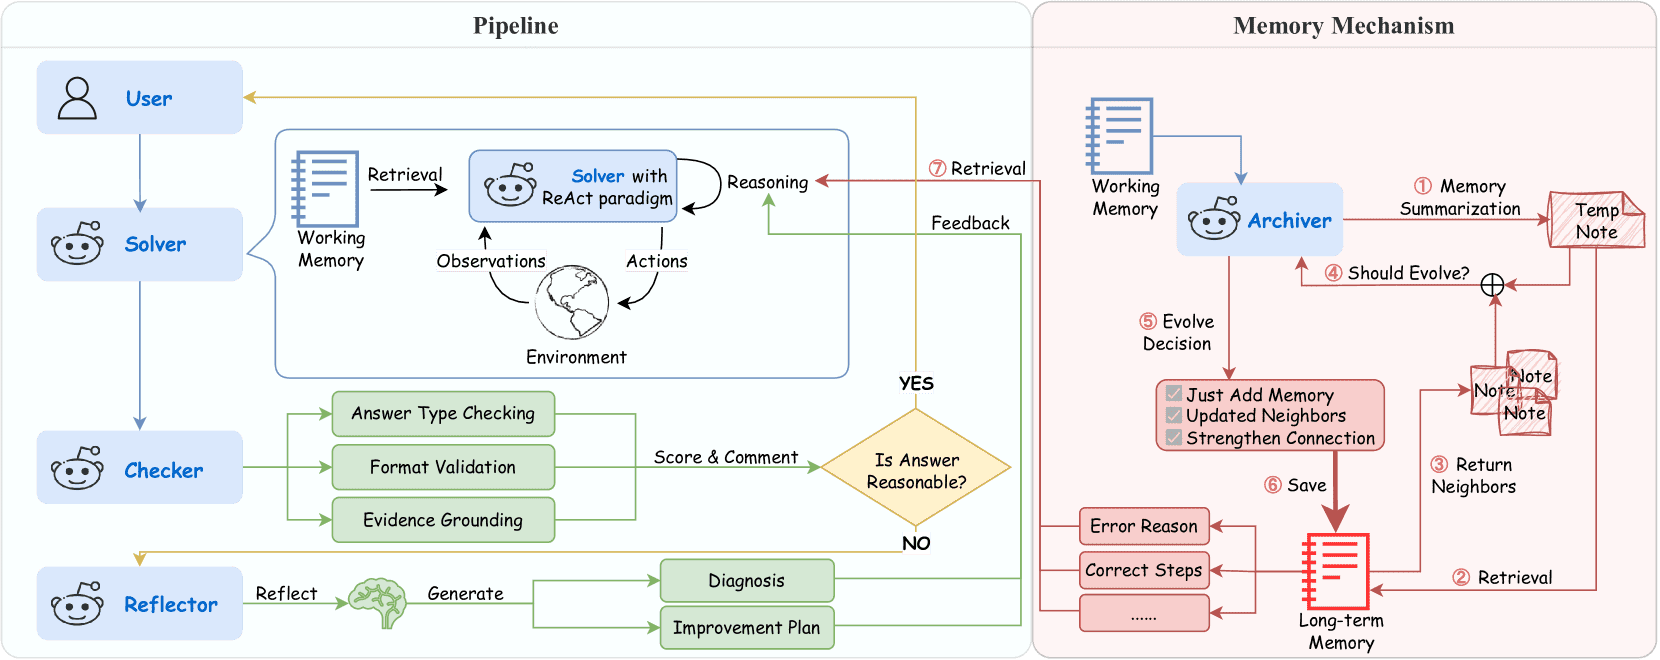 Pipeline
User
Solver
Checker
Reflector
Retrieval
Working
Memory
Solver with
ReAct paradigm
Reasoning
Observations
Actions
Environment
Feedback
Answer Type Checking
Format Validation
Evidence Grounding
Score & Comment
YES
Is Answer
Reasonable?
NO
Reflect
Generate
Diagnosis
Improvement Plan
Memory Mechanism
Working
Memory
Archiver
① Memory
Summarization
Temp
Note
④ Should Evolve?
⑤ Evolve
Decision
⑦ Retrieval
Just Add Memory
Updated Neighbors
Strengthen Connection
Note
Note
Note
③ Return
Neighbors
⑥ Save
② Retrieval
Error Reason
Correct Steps
......
Long-term
Memory